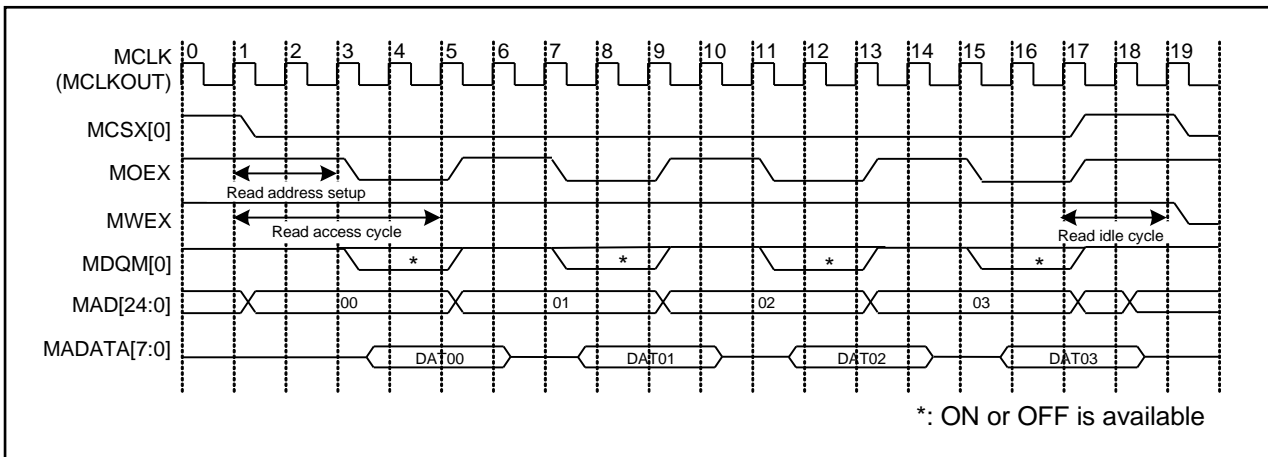 0 1 2 3 4 5 6 7 8 9 10 11 12 13 14 15 16 17 18 19
MCLK
(MCLKOUT)
MCSX[0]
MOEX
Read address setup
MWEX
Read access cycle
Read idle cycle
MDQM[0]
* * * *
MAD[24:0]
00 01 02 03
MADATA[7:0]
DAT00 DAT01 DAT02 DAT03
*: ON or OFF is available